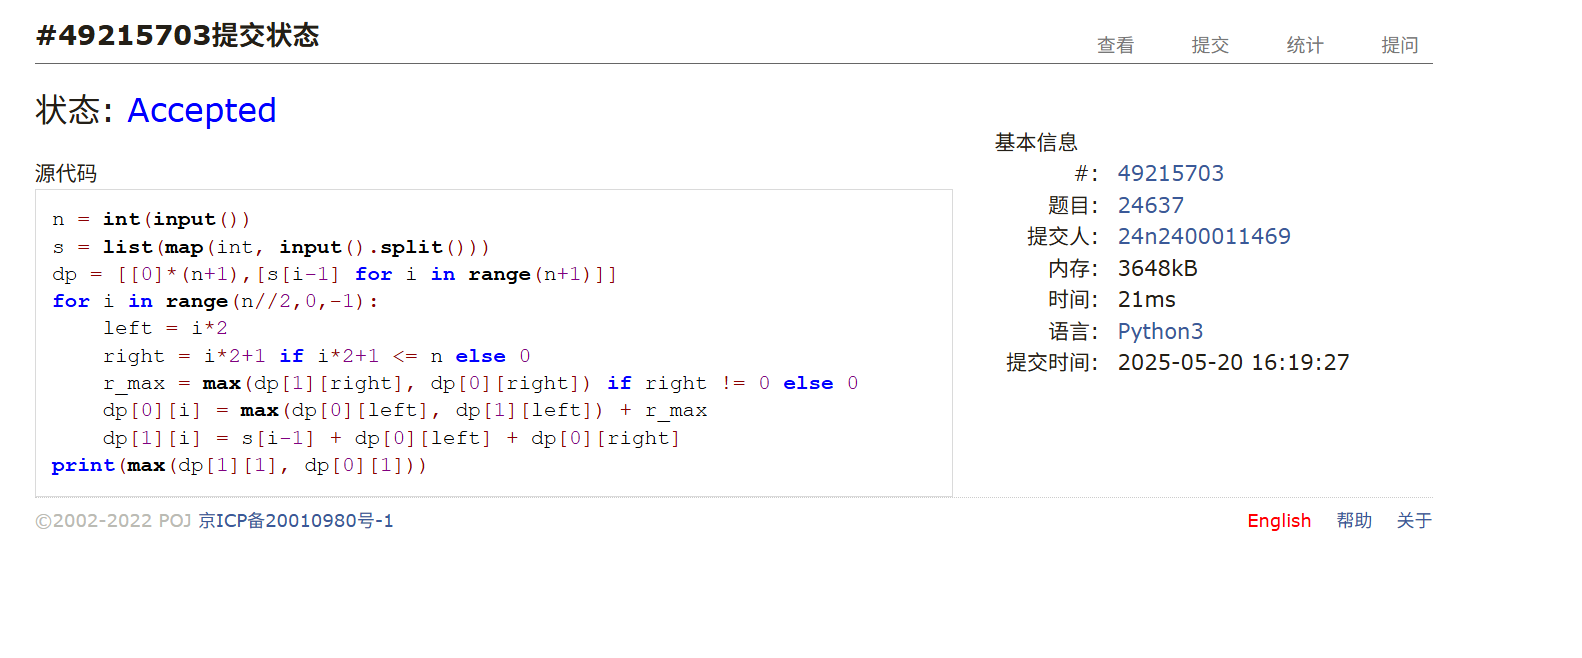 #49215703提交状态
查看 提交 统计 提问
状态: Accepted
源代码
n = int(input())
s = list(map(int, input().split()))
dp = [[0]*(n+1),[s[i-1] for i in range(n+1)]]
for i in range(n//2,0,-1):
    left = i*2
    right = i*2+1 if i*2+1 <= n else 0
    r_max = max(dp[1][right], dp[0][right]) if right != 0 else 0
    dp[0][i] = max(dp[0][left], dp[1][left]) + r_max
    dp[1][i] = s[i-1] + dp[0][left] + dp[0][right]
print(max(dp[1][1], dp[0][1]))
基本信息
#: 49215703
题目: 24637
提交人: 24n2400011469
内存: 3648kB
时间: 21ms
语言: Python3
提交时间: 2025-05-20 16:19:27
©2002-2022 POJ 京ICP备20010980号-1
English 帮助 关于